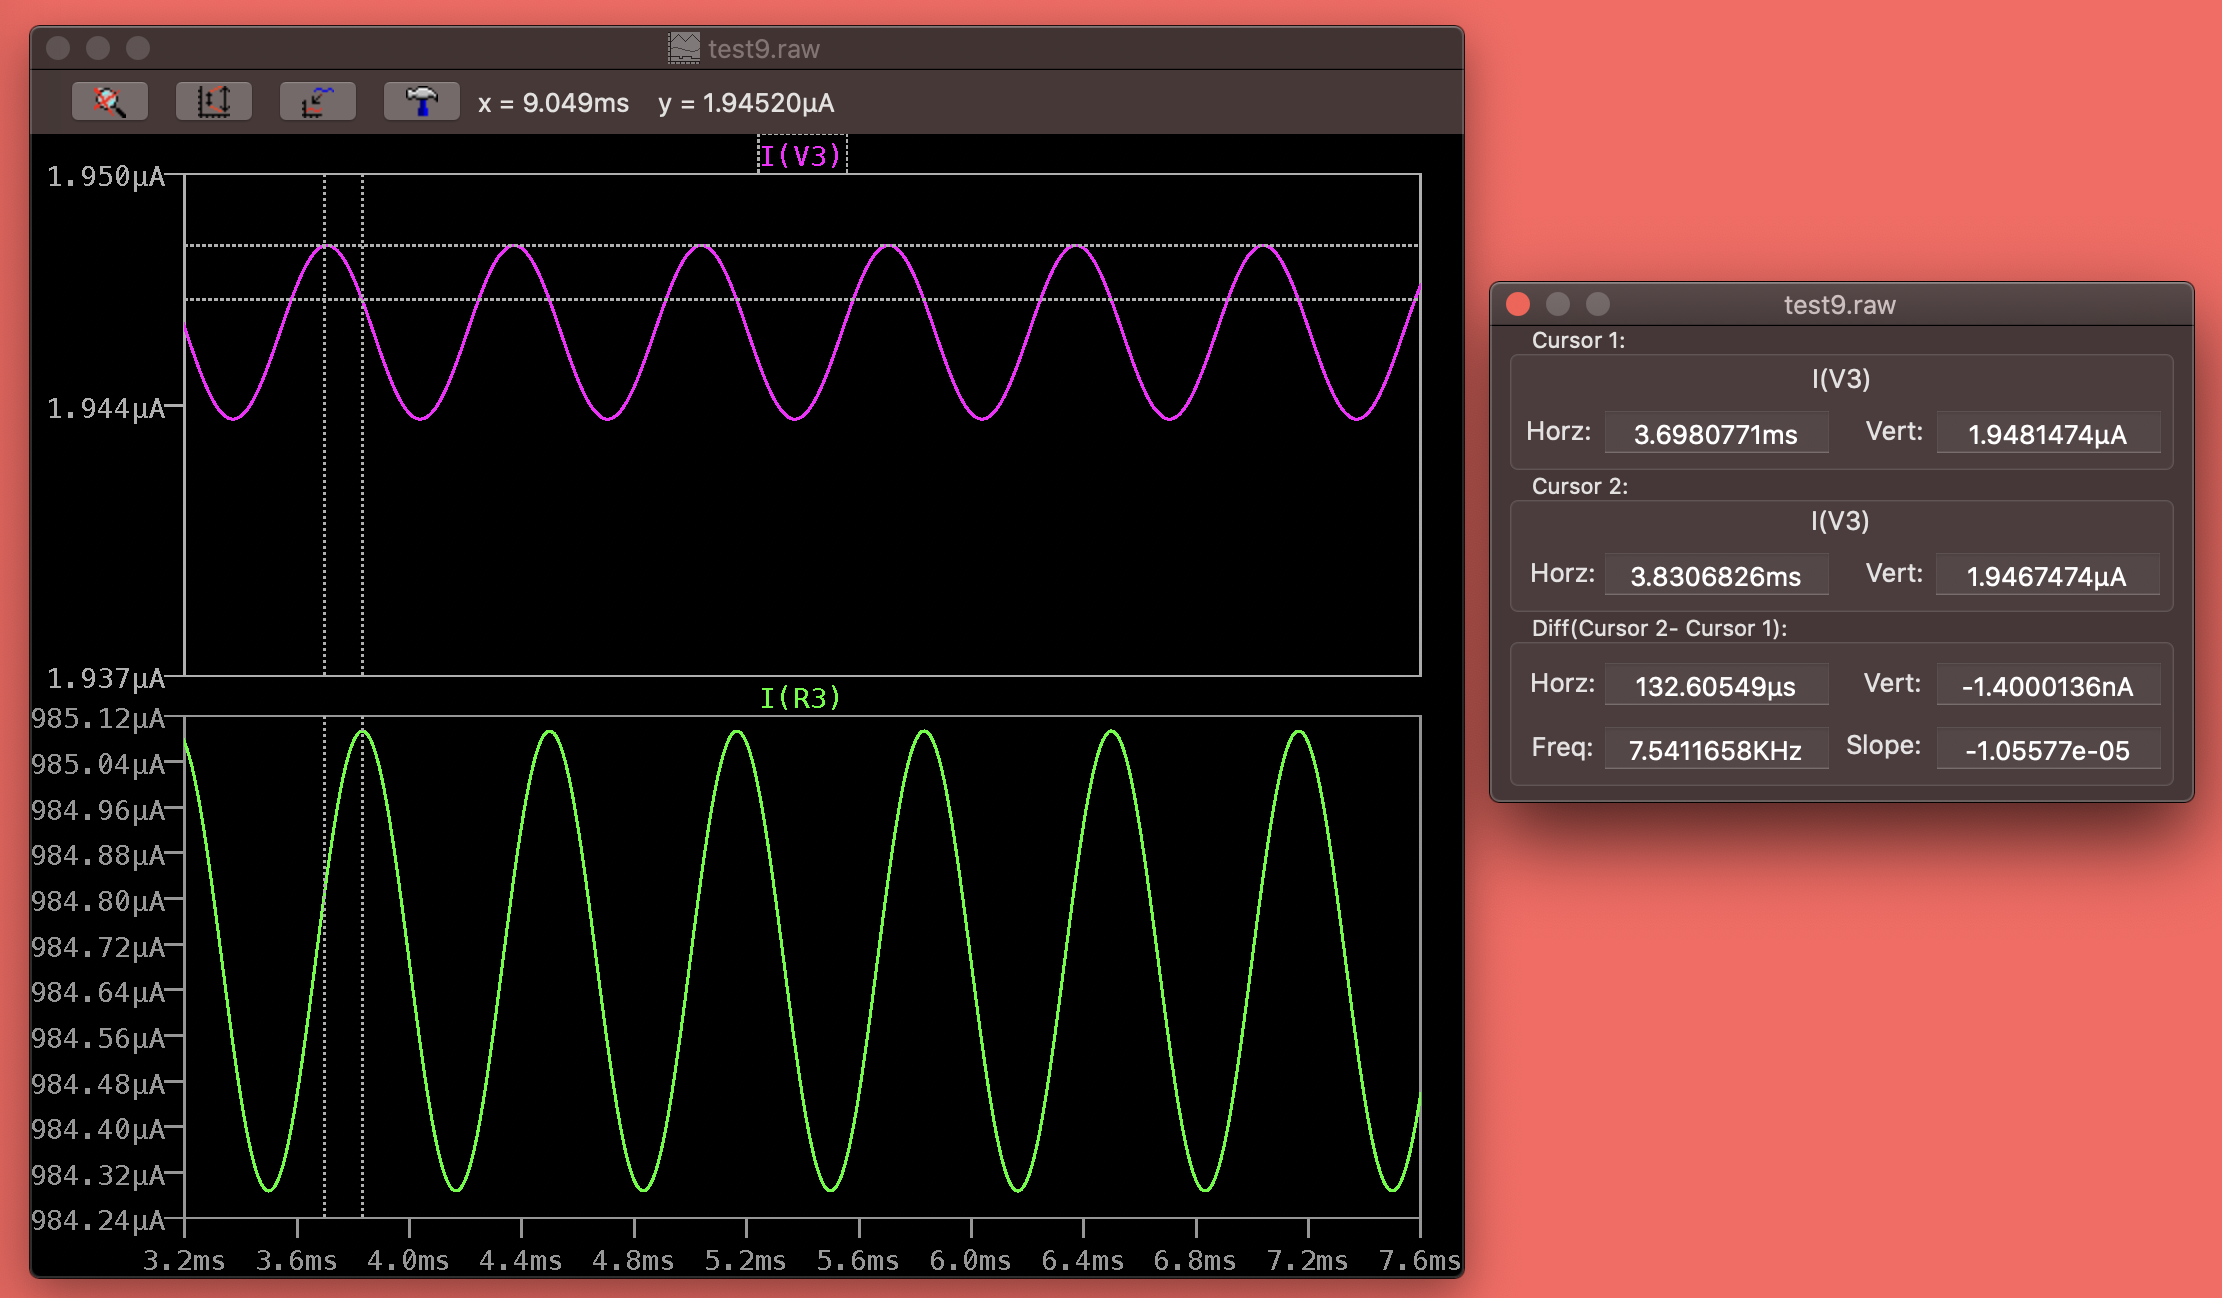 test9.raw
x = 9.049ms y = 1.94520µA
I(V3)
1.950µA
1.944µA
1.937µA
I(R3)
985.12µA
985.04µA
984.96µA
984.88µA
984.80µA
984.72µA
984.64µA
984.56µA
984.48µA
984.40µA
984.32µA
984.24µA
3.2ms 3.6ms 4.0ms 4.4ms 4.8ms 5.2ms 5.6ms 6.0ms 6.4ms 6.8ms 7.2ms 7.6ms
test9.raw
Cursor 1:
I(V3)
Horz: 3.6980771ms Vert: 1.9481474µA
Cursor 2:
I(V3)
Horz: 3.8306826ms Vert: 1.9467474µA
Diff(Cursor 2- Cursor 1):
Horz: 132.60549µs Vert: -1.4000136nA
Freq: 7.5411658KHz Slope: -1.05577e-05